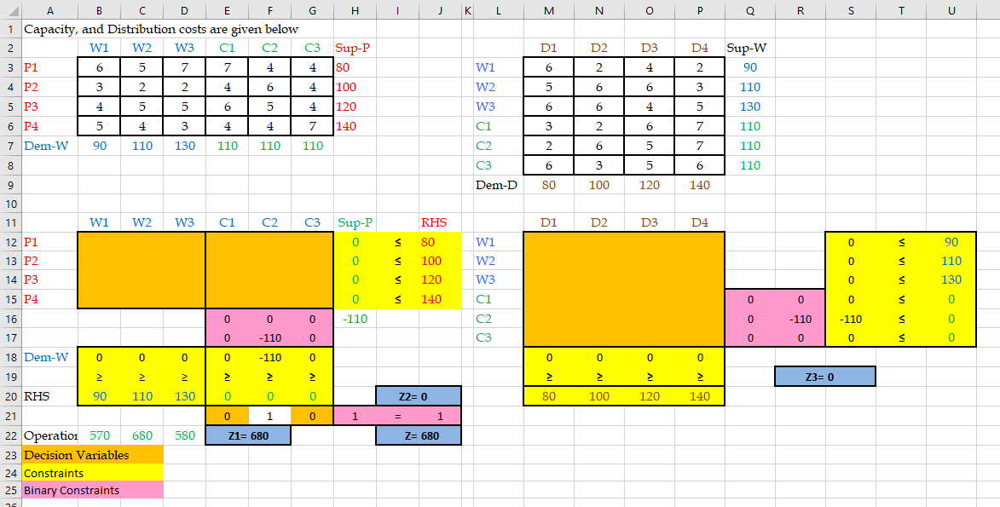 A B C D E F G H I J K L M N O P Q R S T U
1 Capacity, and Distribution costs are given below
2 W1 W2 W3 C1 C2 C3 Sup-P D1 D2 D3 D4 Sup-W
3 P1 6 5 7 7 4 4 80 W1 6 2 4 2 90
4 P2 3 2 2 4 6 4 100 W2 5 6 6 3 110
5 P3 4 5 5 6 5 4 120 W3 6 6 4 5 130
6 P4 5 4 3 4 4 7 140 C1 3 2 6 7 110
7 Dem-W 90 110 130 110 110 110 C2 2 6 5 7 110
8 C3 6 3 5 6 110
9 Dem-D 80 100 120 140
10
11 W1 W2 W3 C1 C2 C3 Sup-P RHS D1 D2 D3 D4
12 P1 0 ≤ 80 W1 0 ≤ 90
13 P2 0 ≤ 100 W2 0 ≤ 110
14 P3 0 ≤ 120 W3 0 ≤ 130
15 P4 0 ≤ 140 C1 0 0 0 ≤ 0
16 0 0 0 -110 C2 0 -110 -110 ≤ 0
17 0 -110 0 C3 0 0 0 ≤ 0
18 Dem-W 0 0 0 0 -110 0 0 0 0 0
19 ≥ ≥ ≥ ≥ ≥ ≥ ≥ ≥ ≥ ≥ Z3= 0
20 RHS 90 110 130 0 0 0 Z2= 0 80 100 120 140
21 0 1 0 1 = 1
22 Operation 570 680 580 Z1= 680 Z= 680
23 Decision Variables
24 Constraints
25 Binary Constraints